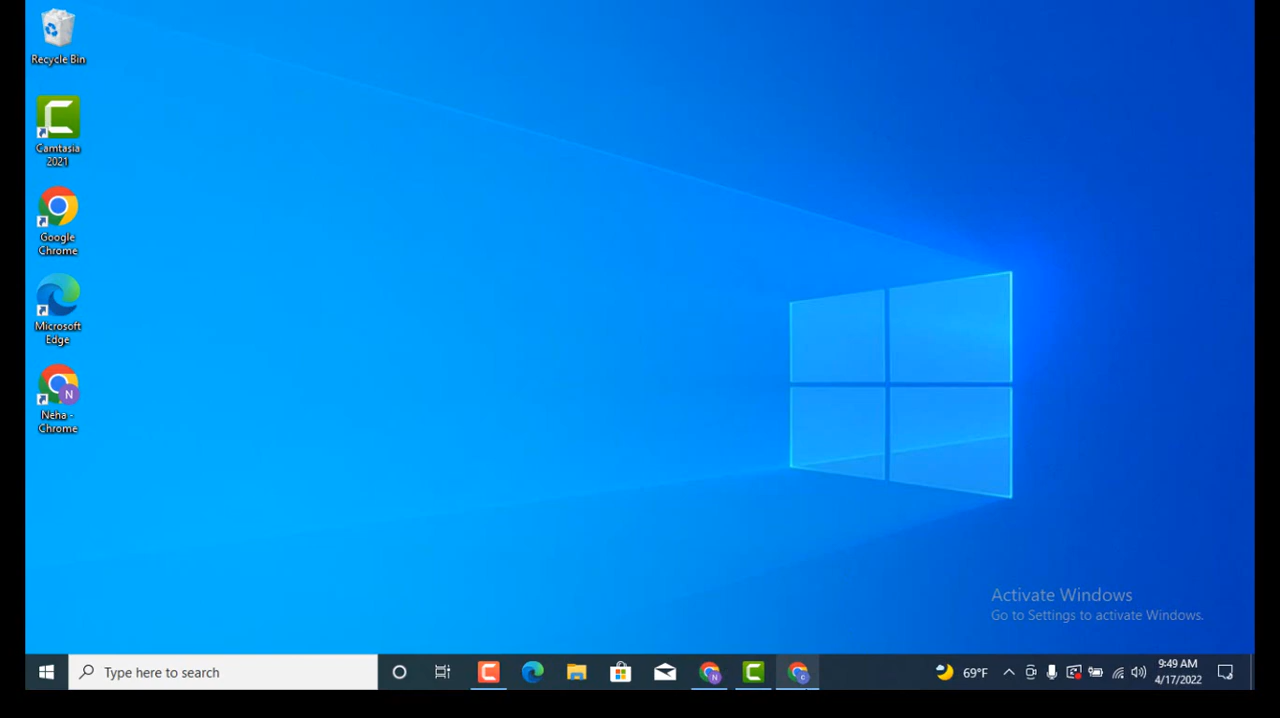 Recycle Bin
Camtasia
2021
Google
Chrome
Microsoft
Edge
N
Neha -
Chrome
Activate Windows
Go to Settings to activate Windows.
Type here to search
N
C
69°F
9:49 AM
4/17/2022